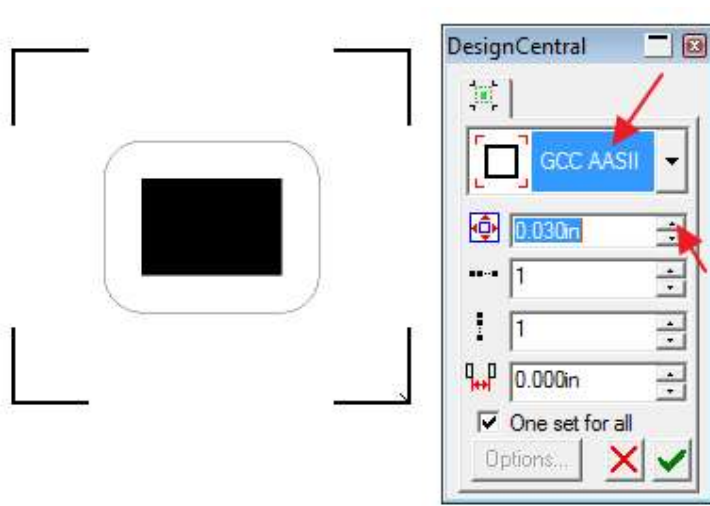 DesignCentral
GCC AASII
0.030in
1
1
0.000in
One set for all
Options...